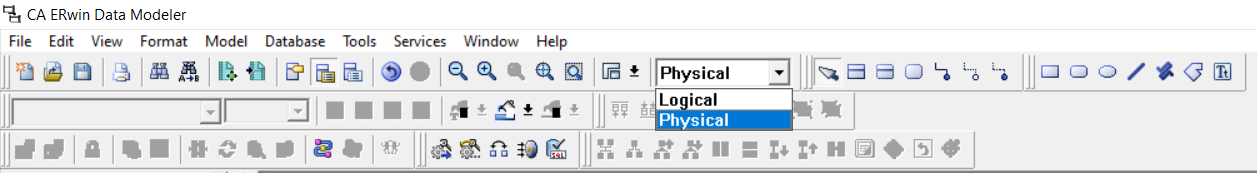 CA ERwin Data Modeler
File Edit View Format Model Database Tools Services Window Help
Physical
Logical
Physical